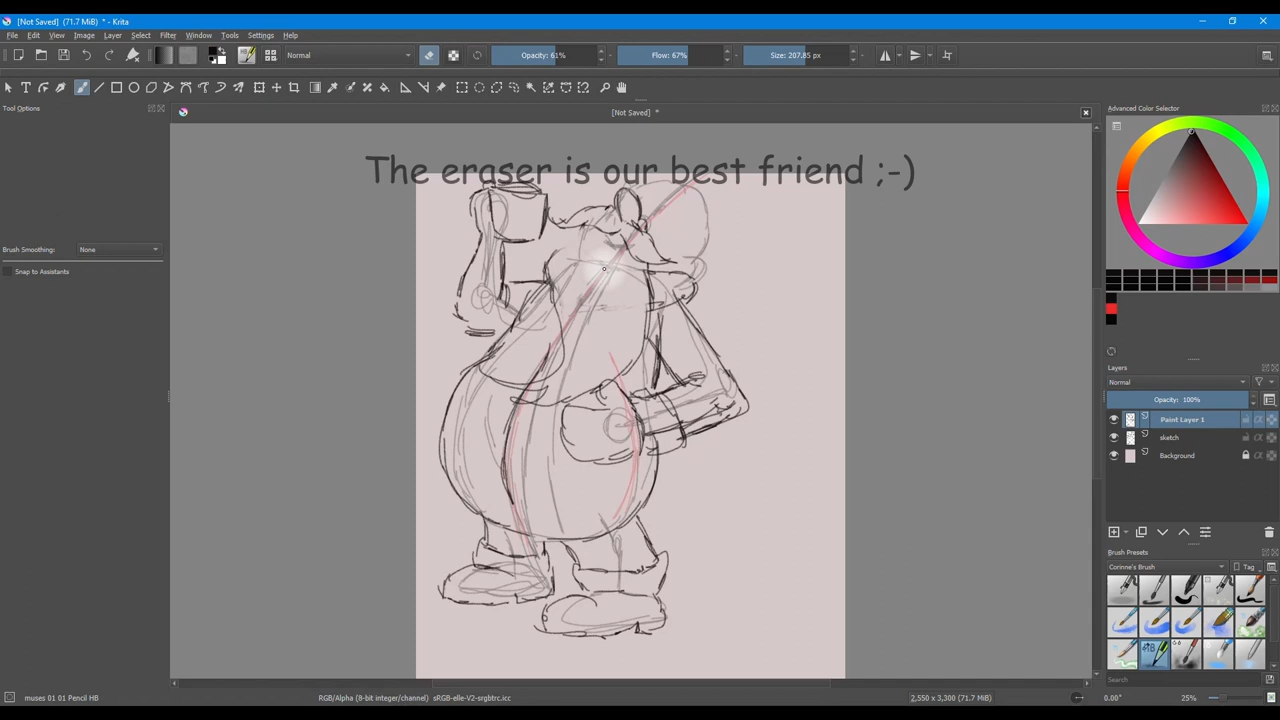 [Not Saved] (71.7 MiB) * - Krita
File Edit View Image Layer Select Filter Tools Settings Window Help
Normal
Opacity: 61%
Flow: 67%
Size: 207.85 px
Tool Options
[Not Saved] *
Advanced Color Selector
The eraser is our best friend ;-)
Brush Smoothing: None
Snap to Assistants
Layers
Normal
Opacity: 100%
Paint Layer 1
sketch
Background
Brush Presets
Corinne's Brush
Tag
Search
muses 01 01 Pencil HB
RGB/Alpha (8-bit integer/channel) sRGB-elle-V2-srgbtrc.icc
2,550 x 3,300 (71.7 MiB)
0.00°
25%